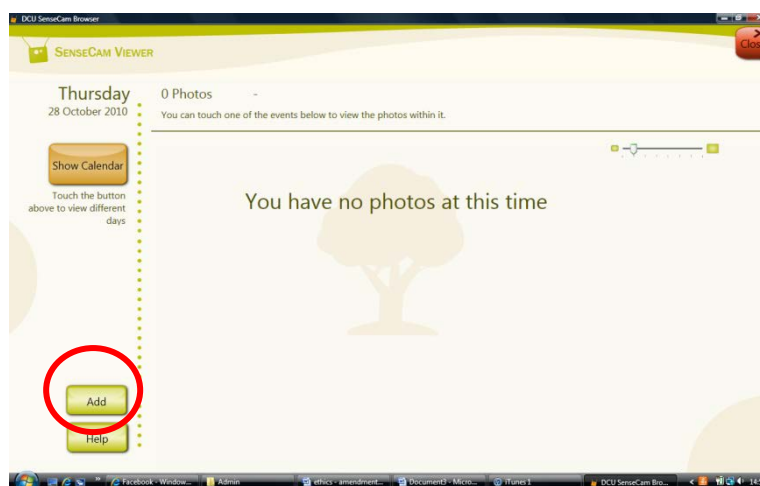 DCU SenseCam Browser
SENSECAM VIEWER
Clos
Thursday
28 October 2010
0 Photos -
You can touch one of the events below to view the photos within it.
Show Calendar
Touch the button
above to view different
days
You have no photos at this time
Add
Help
Facebook - Window... Admin ethics - amendment... Document3 - Micro... iTunes 1 DCU SenseCam Bro... 14: